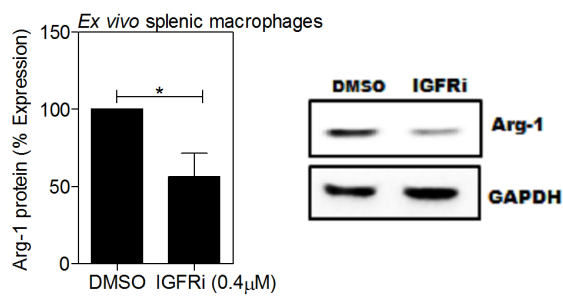 Ex vivo splenic macrophages
Arg-1 protein (% Expression)
150
100
50
0
*
DMSO IGFRi (0.4μM)
DMSO IGFRi
Arg-1
GAPDH